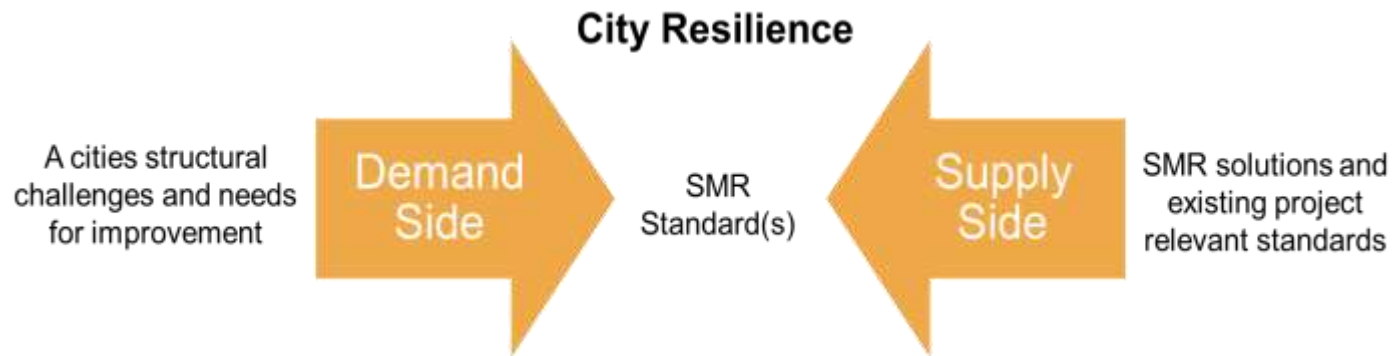 City Resilience
A cities structural
challenges and needs
for improvement
Demand
Side
SMR
Standard(s)
Supply
Side
SMR solutions and
existing project
relevant standards